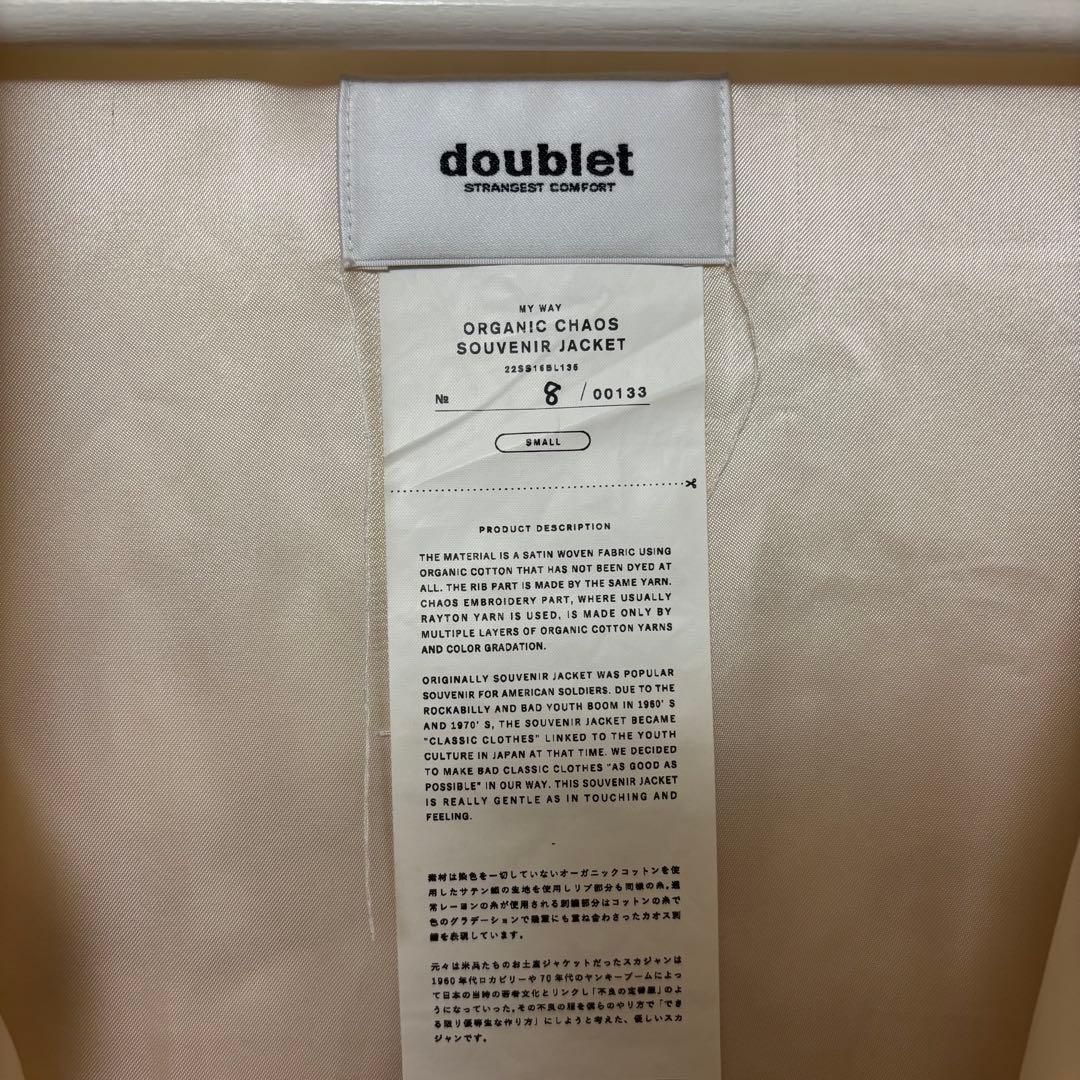 doublet
STRANGEST COMFORT
MY WAY
ORGANIC CHAOS
SOUVENIR JACKET
22SS16BL135
№ 8 / 00133
SMALL
PRODUCT DESCRIPTION
THE MATERIAL IS A SATIN WOVEN FABRIC USING
ORGANIC COTTON THAT HAS NOT BEEN DYED AT
ALL. THE RIB PART IS MADE BY THE SAME YARN.
CHAOS EMBROIDERY PART, WHERE USUALLY
RAYTON YARN IS USED, IS MADE ONLY BY
MULTIPLE LAYERS OF ORGANIC COTTON YARNS
AND COLOR GRADATION.
ORIGINALLY SOUVENIR JACKET WAS POPULAR
SOUVENIR FOR AMERICAN SOLDIERS. DUE TO THE
ROCKABILLY AND BAD YOUTH BOOM IN 1960' S
AND 1970' S, THE SOUVENIR JACKET BECAME
"CLASSIC CLOTHES" LINKED TO THE YOUTH
CULTURE IN JAPAN AT THAT TIME. WE DECIDED
TO MAKE BAD CLASSIC CLOTHES "AS GOOD AS
POSSIBLE" IN OUR WAY. THIS SOUVENIR JACKET
IS REALLY GENTLE AS IN TOUCHING AND
FEELING.
-
素材は染色を一切していないオーガニックコットンを使
用したサテン織の生地を使用しリブ部分も同様の糸。通
常レーヨンの糸が使用される刺繍部分はコットンの糸で
色のグラデーションで幾重にも重ね合わさったカオス刺
繍を表現しています。
元々は米兵たちのお土産ジャケットだったスカジャンは
1960年代ロカビリーや70年代のヤンキーブームによっ
て日本の当時の若者文化とリンクし「不良の定番服」のよ
うになっていった。その不良の服を僕らのやり方で「でき
る限り優等生な作り方」にしようと考えた、優しいスカ
ジャンです。